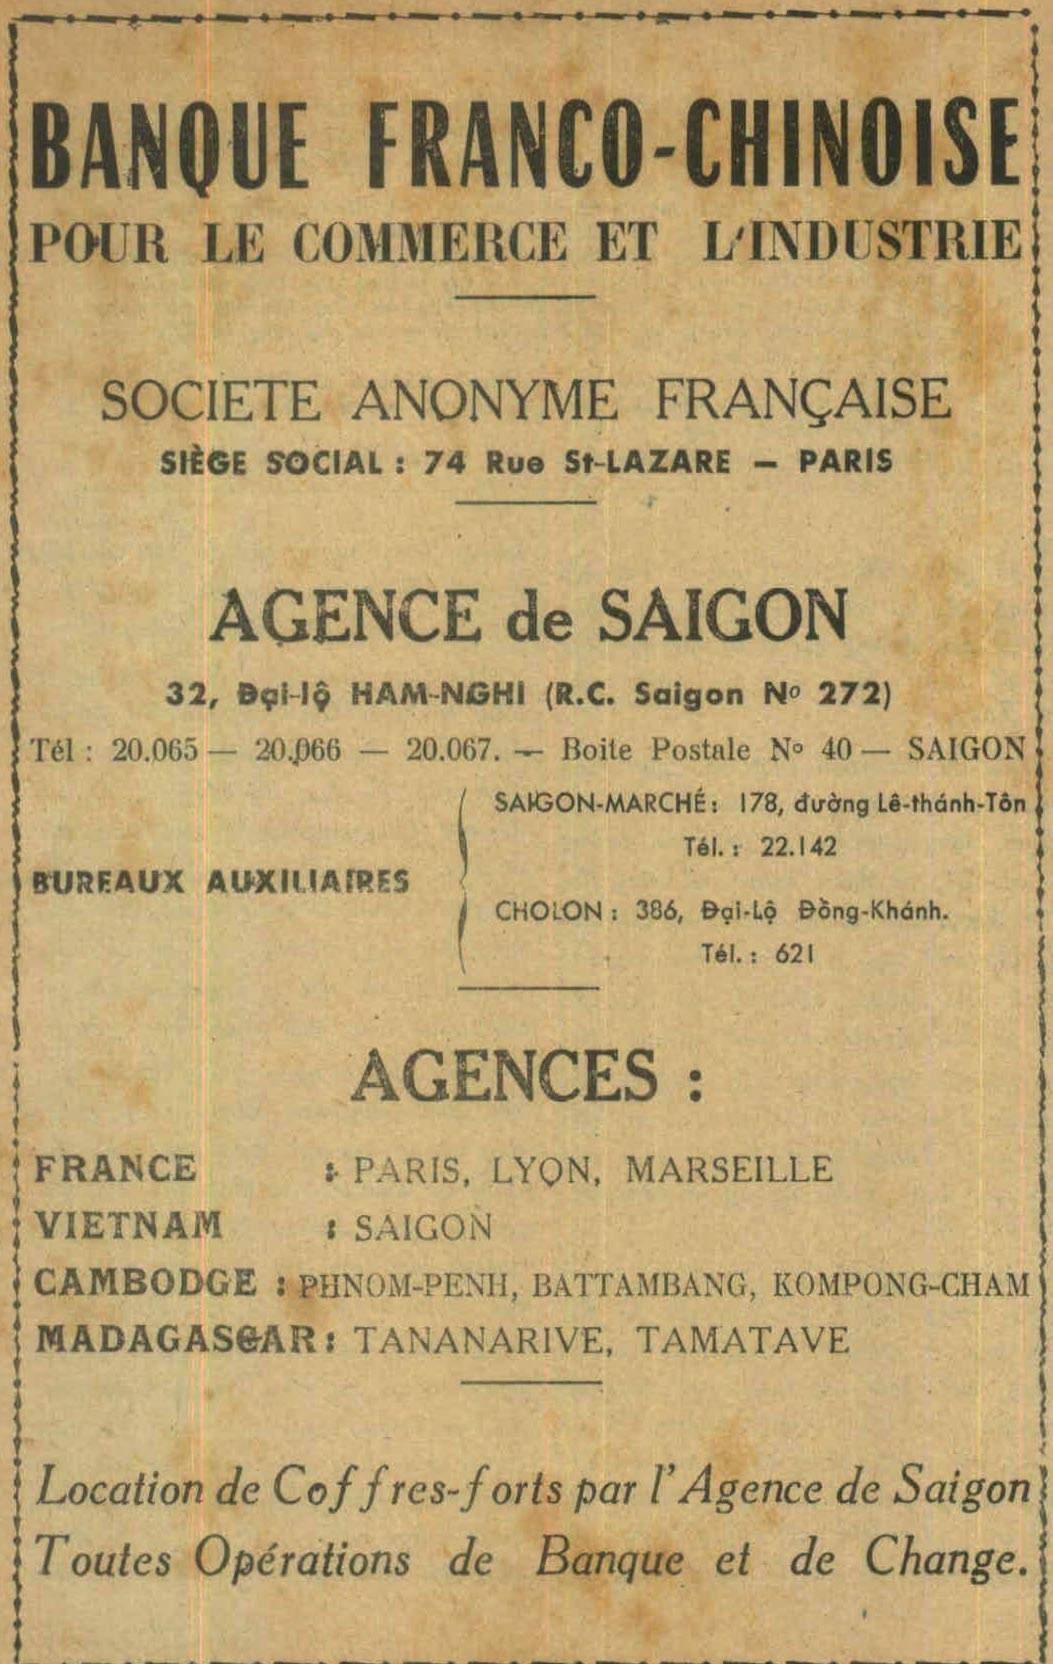 BANQUE FRANCO-CHINOISE
POUR LE COMMERCE ET L'INDUSTRIE
SOCIETE ANONYME FRANÇAISE
SIÈGE SOCIAL : 74 Rue St-LAZARE – PARIS
AGENCE de SAIGON
32, Đại-lộ HAM-NGHI (R.C. Saigon Nº 272)
Tél : 20.065 — 20.066 — 20.067. — Boite Postale Nº 40 — SAIGON
BUREAUX AUXILIAIRES
SAIGON-MARCHÉ : 178, đường Lê-thánh-Tôn
Tél. : 22.142
CHOLON : 386, Đại-Lộ Đồng-Khánh.
Tél. : 621
AGENCES :
FRANCE : PARIS, LYON, MARSEILLE
VIETNAM : SAIGON
CAMBODGE : PHNOM-PENH, BATTAMBANG, KOMPONG-CHAM
MADAGASCAR : TANANARIVE, TAMATAVE
Location de Coffres-forts par l'Agence de Saigon
Toutes Opérations de Banque et de Change.